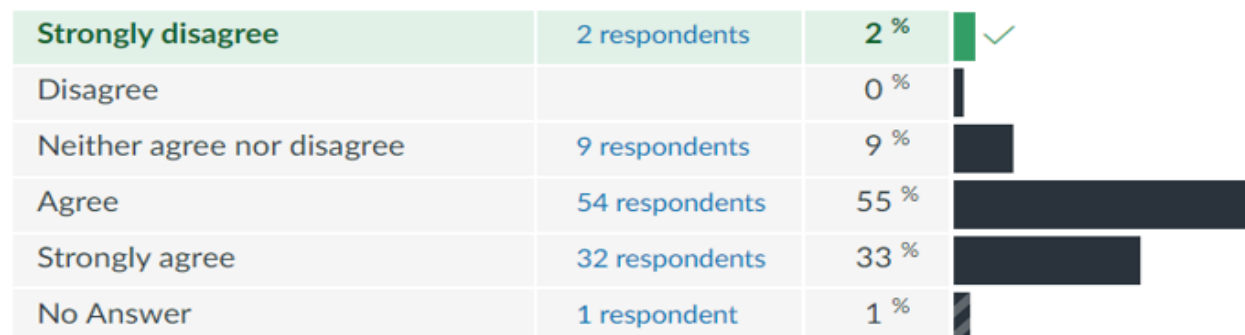 Strongly disagree 2 respondents 2 %
Disagree 0 %
Neither agree nor disagree 9 respondents 9 %
Agree 54 respondents 55 %
Strongly agree 32 respondents 33 %
No Answer 1 respondent 1 %